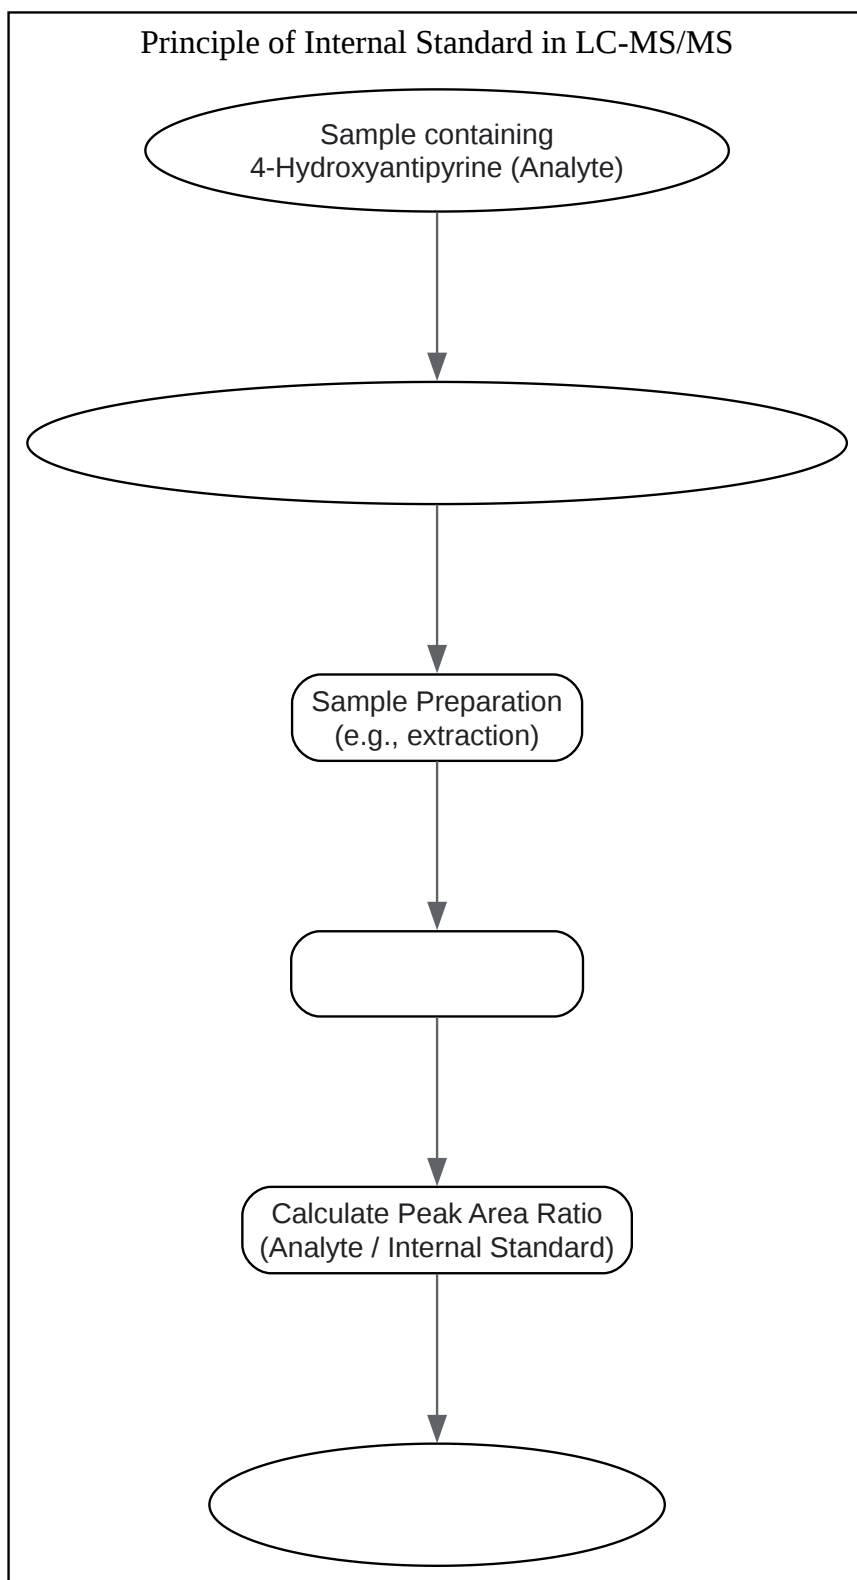 Principle of Internal Standard in LC-MS/MS
Sample containing
4-Hydroxyantipyrine (Analyte)
Sample Preparation
(e.g., extraction)
Calculate Peak Area Ratio
(Analyte / Internal Standard)